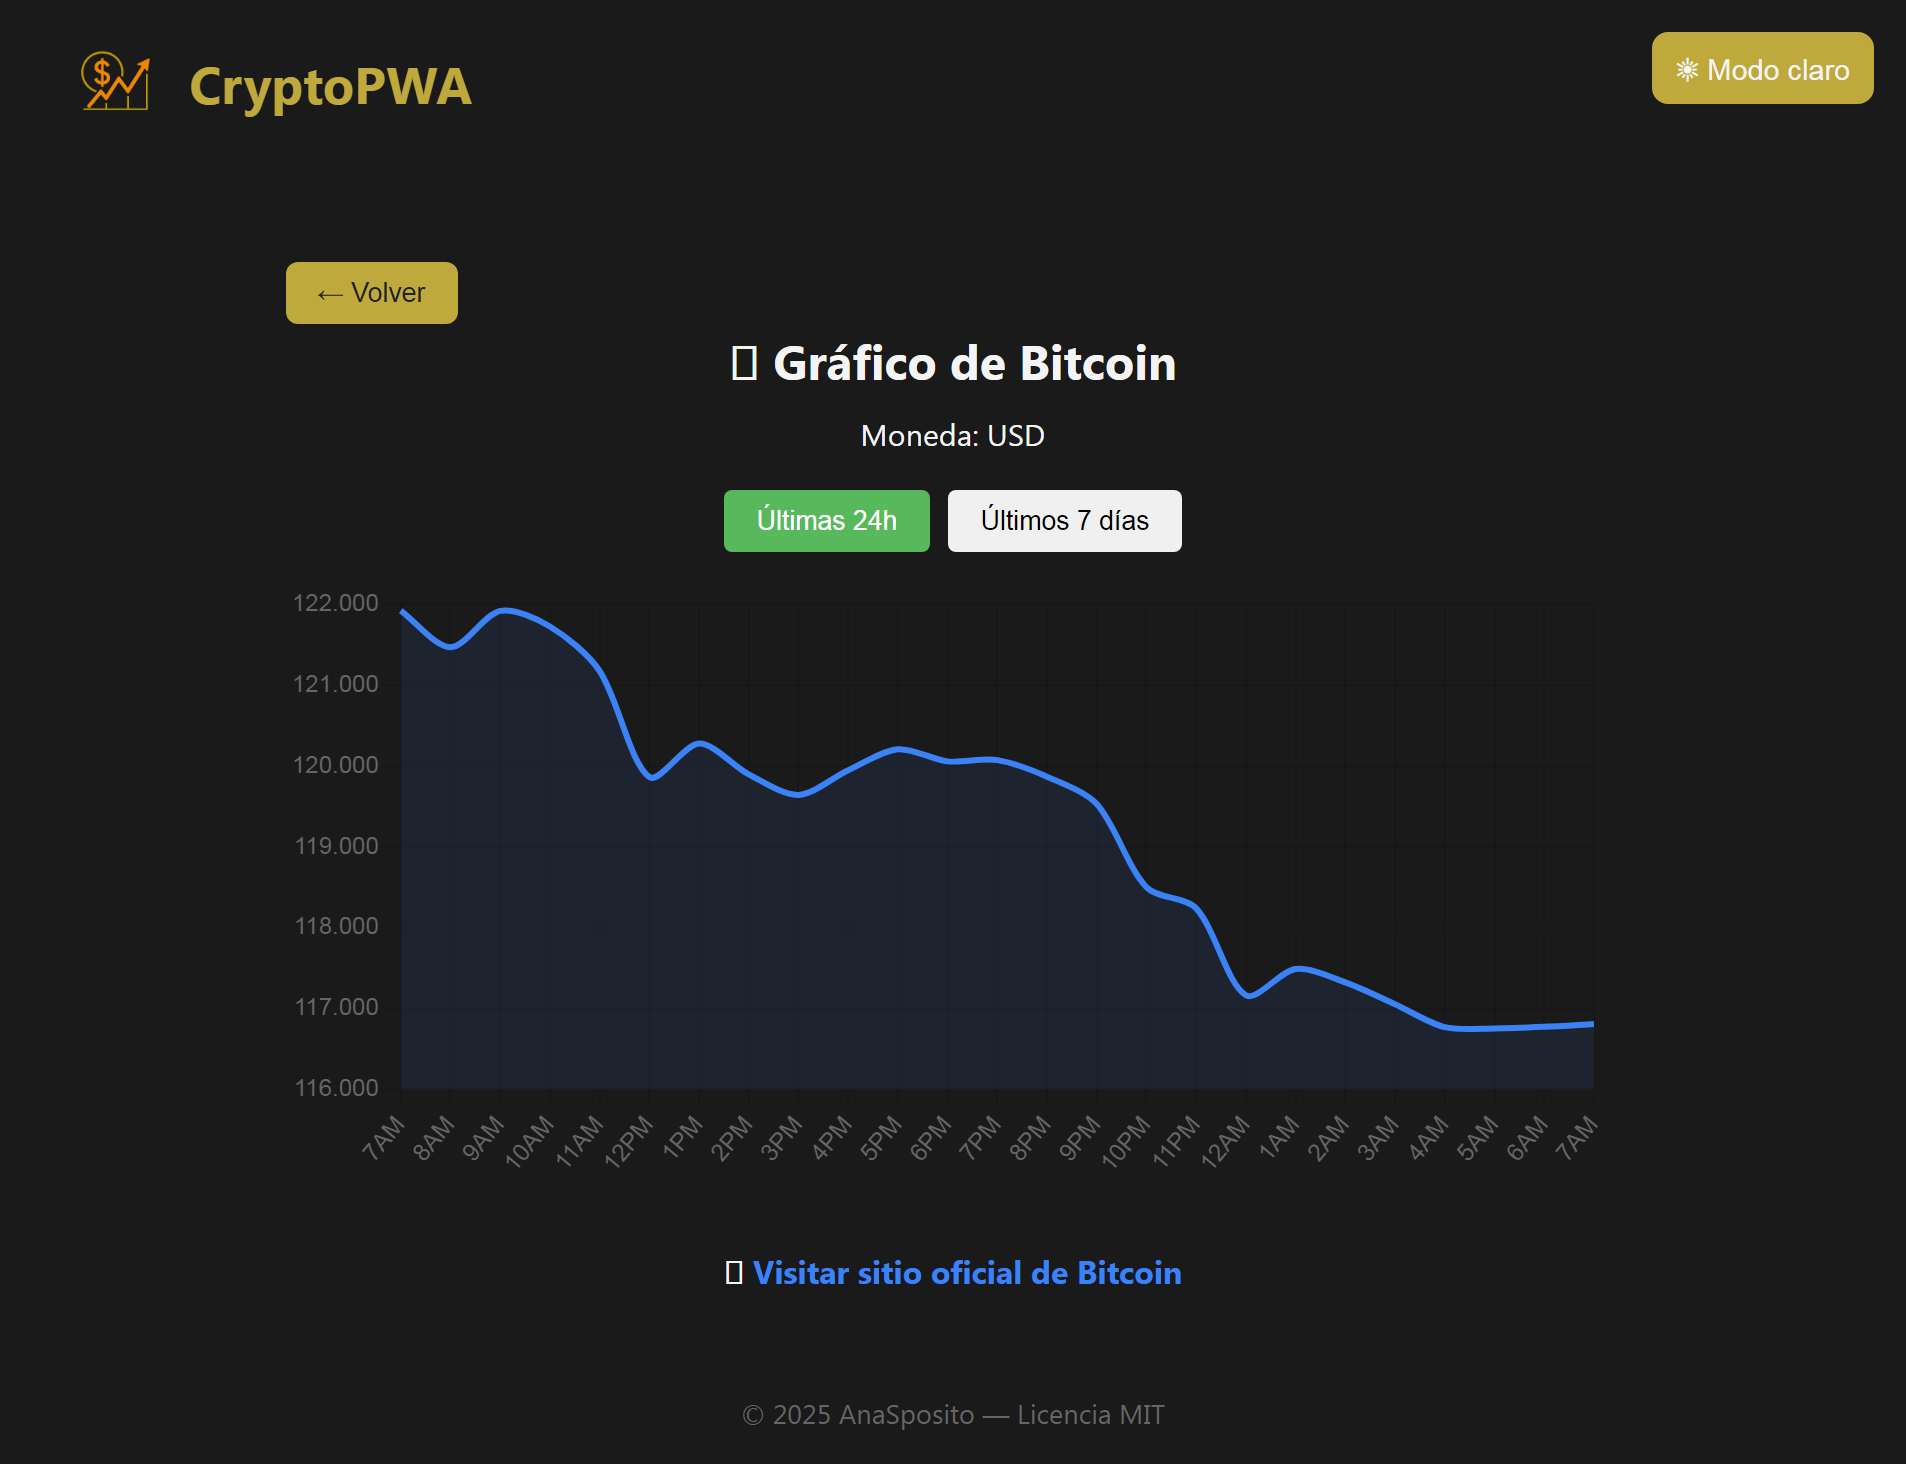 CryptoPWA
☀ Modo claro
← Volver
Gráfico de Bitcoin
Moneda: USD
Últimas 24h
Últimos 7 días
122.000
121.000
120.000
119.000
118.000
117.000
116.000
7AM 8AM 9AM 10AM 11AM 12PM 1PM 2PM 3PM 4PM 5PM 6PM 7PM 8PM 9PM 10PM 11PM 12AM 1AM 2AM 3AM 4AM 5AM 6AM 7AM
Visitar sitio oficial de Bitcoin
© 2025 AnaSposito — Licencia MIT